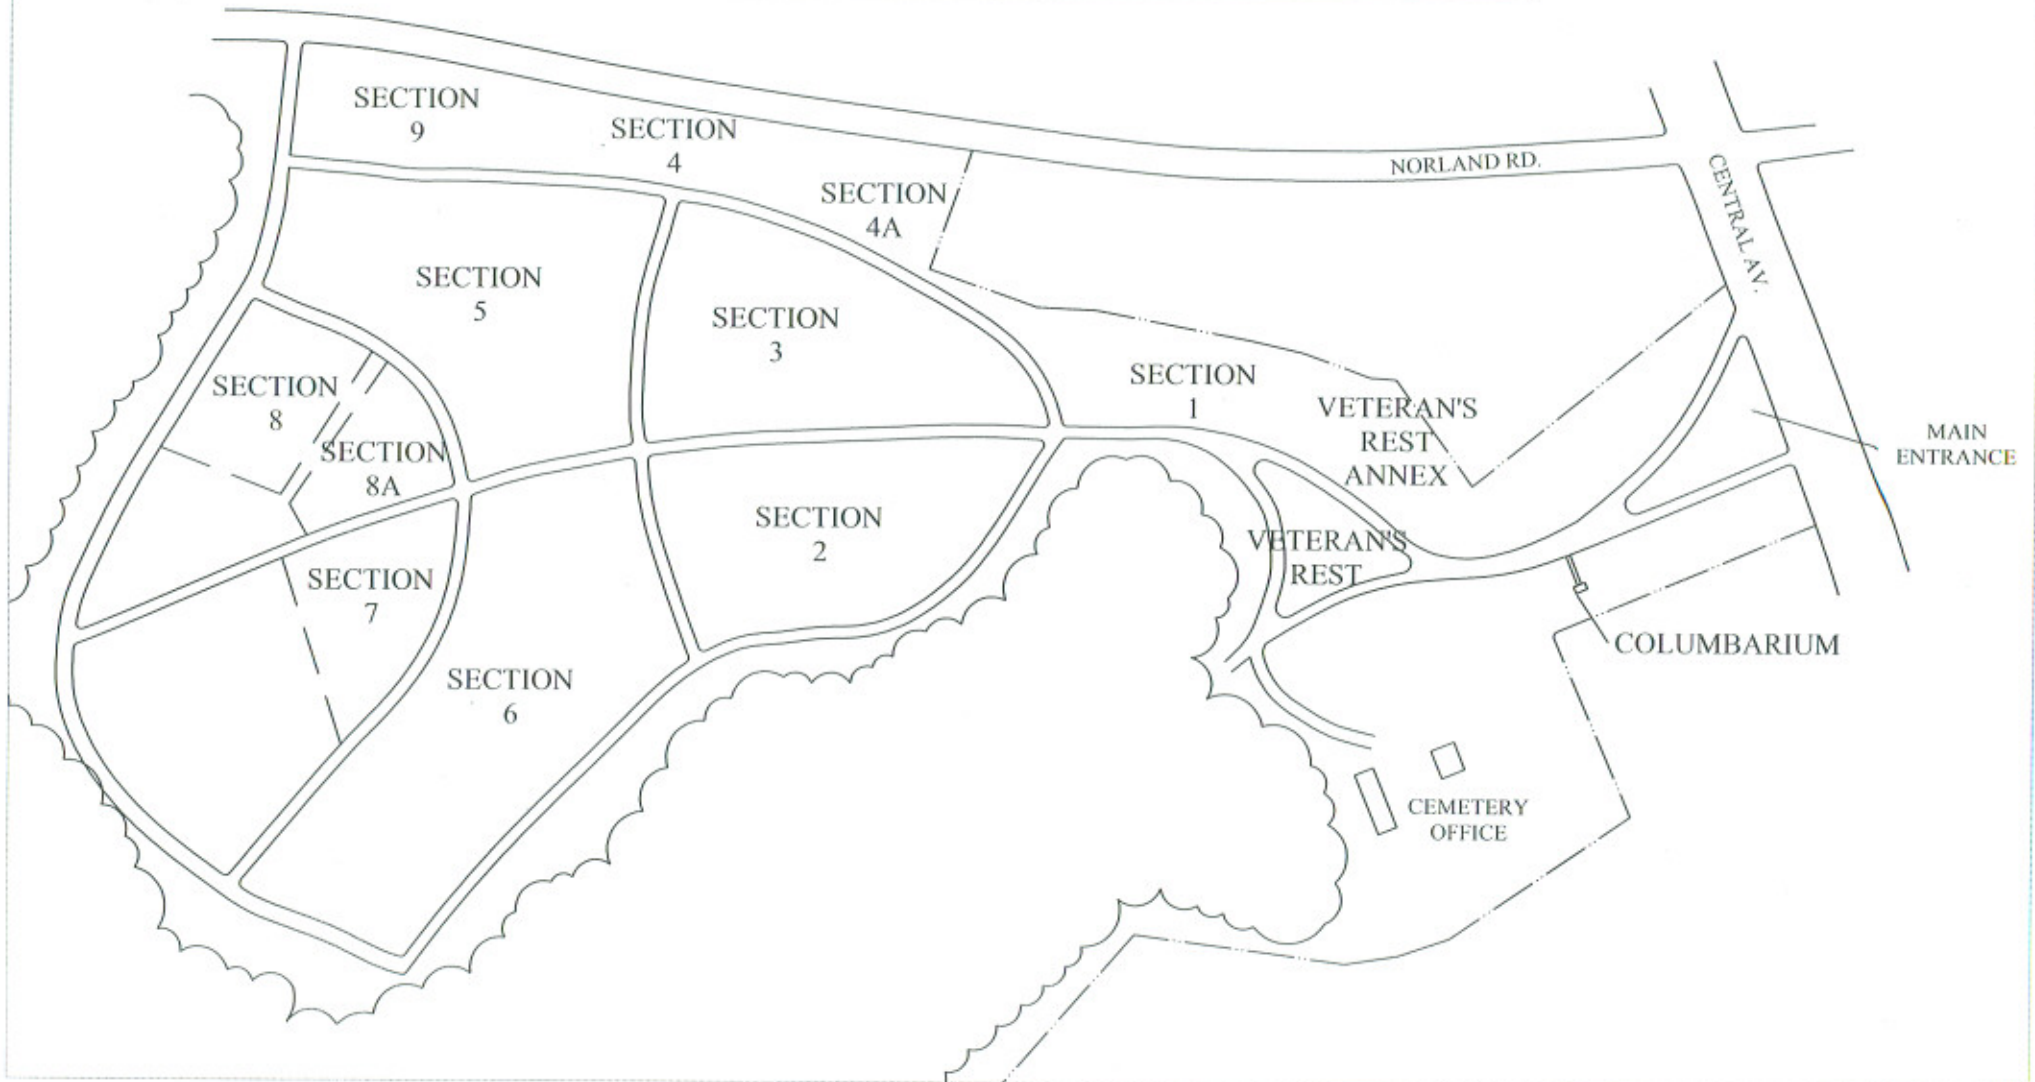 SECTION
9
SECTION
4
SECTION
4A
NORLAND RD.
CENTRAL AV.
SECTION
5
SECTION
3
SECTION
8
SECTION
8A
SECTION
1
VETERAN'S
REST
ANNEX
MAIN
ENTRANCE
SECTION
2
VETERAN'S
REST
SECTION
7
COLUMBARIUM
SECTION
6
CEMETERY
OFFICE